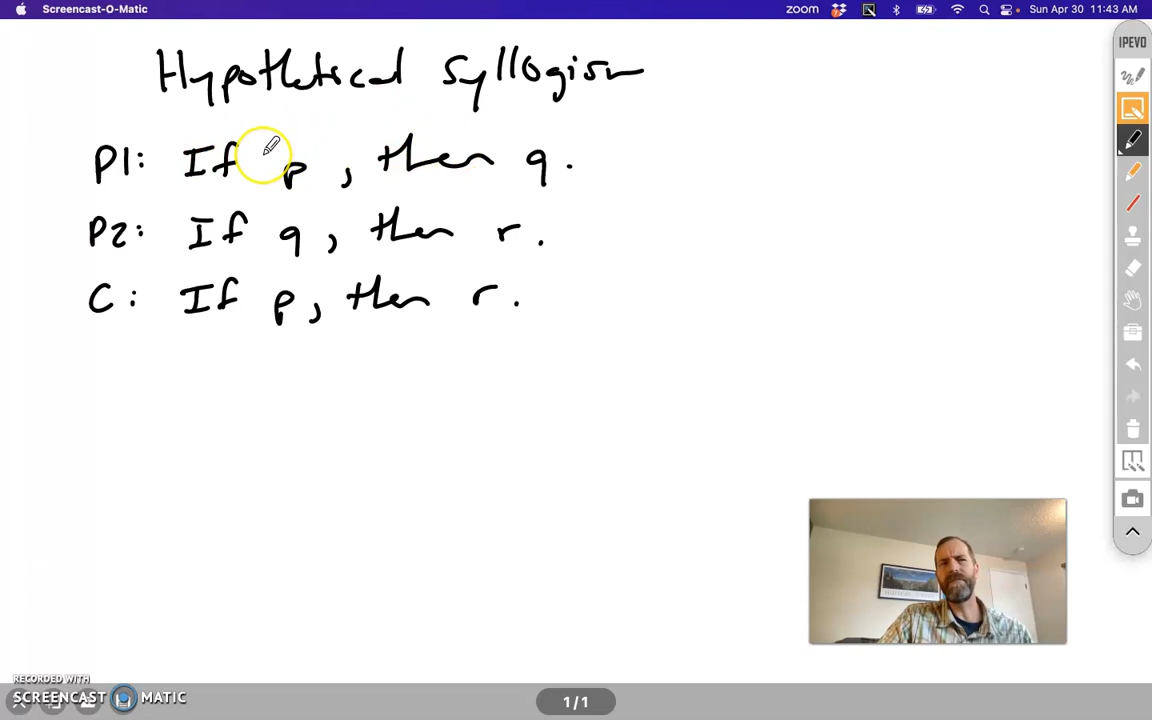 Screencast-O-Matic
zoom
Sun Apr 30 11:43 AM
IPEVO
Hypothetical Syllogism
P1: If p, then q.
P2: If q, then r.
C: If p, then r.
RECORDED WITH
SCREENCAST MATIC
1/1